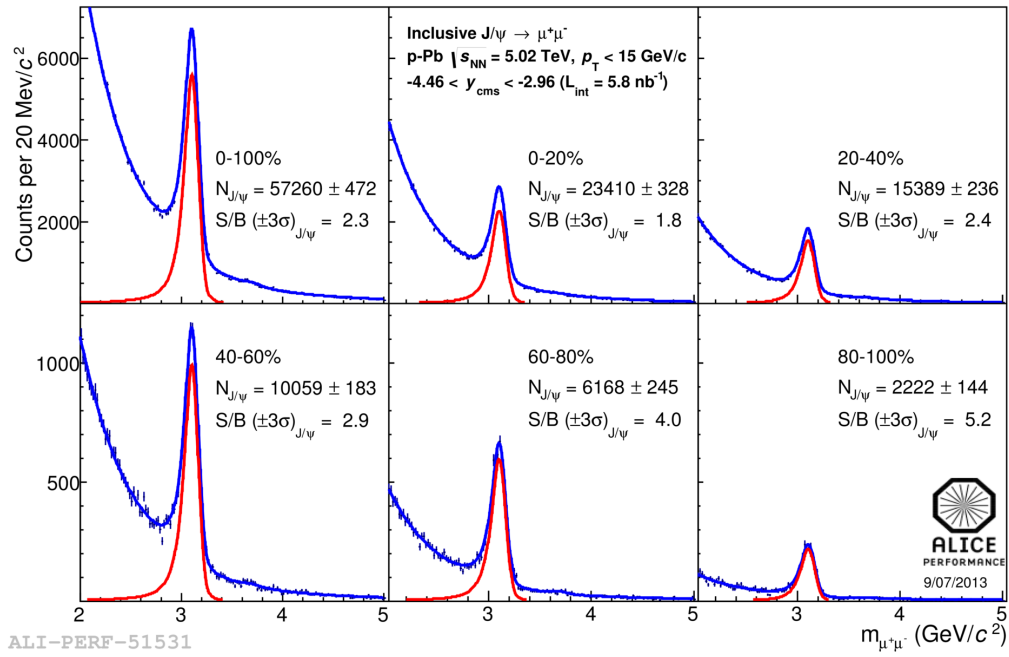 Counts per 20 Mev/c²
6000
4000
2000
0-100%
N_J/ψ = 57260 ± 472
S/B (±3σ)_J/ψ = 2.3
Inclusive J/ψ → μ⁺μ⁻
p-Pb √s_NN = 5.02 TeV, p_T < 15 GeV/c
-4.46 < y_cms < -2.96 (L_int = 5.8 nb⁻¹)
0-20%
N_J/ψ = 23410 ± 328
S/B (±3σ)_J/ψ = 1.8
20-40%
N_J/ψ = 15389 ± 236
S/B (±3σ)_J/ψ = 2.4
1000
500
40-60%
N_J/ψ = 10059 ± 183
S/B (±3σ)_J/ψ = 2.9
60-80%
N_J/ψ = 6168 ± 245
S/B (±3σ)_J/ψ = 4.0
80-100%
N_J/ψ = 2222 ± 144
S/B (±3σ)_J/ψ = 5.2
ALICE
PERFORMANCE
9/07/2013
2 3 4 5 3 4 5 3 4 5
m_μ⁺μ⁻ (GeV/c²)
ALI-PERF-51531